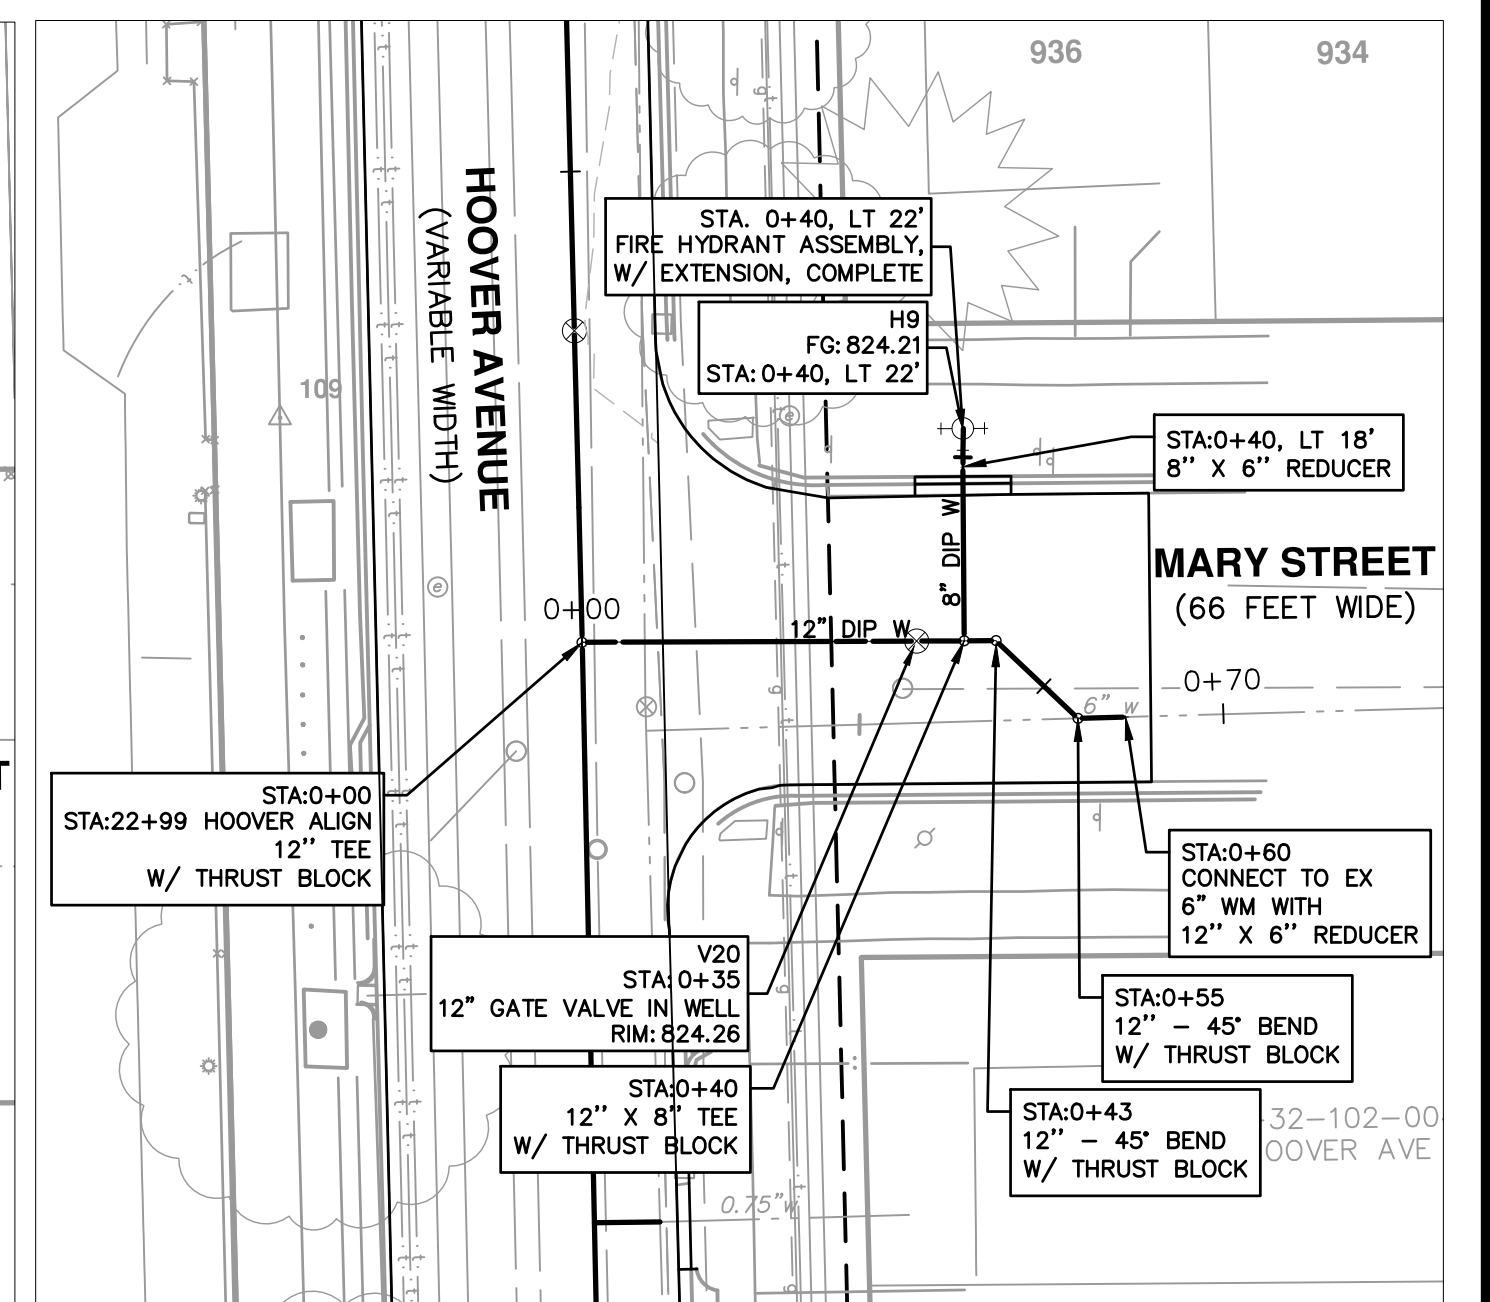 936
934
HOOVER AVENUE
(VARIABLE WIDTH)
109
STA. 0+40, LT 22'
FIRE HYDRANT ASSEMBLY,
W/ EXTENSION, COMPLETE
H9
FG: 824.21
STA: 0+40, LT 22'
STA:0+40, LT 18'
8" X 6" REDUCER
8" DIP W
MARY STREET
(66 FEET WIDE)
0+00
12" DIP W
0+70
6" w
STA:0+00
STA:22+99 HOOVER ALIGN
12" TEE
W/ THRUST BLOCK
STA:0+60
CONNECT TO EX
6" WM WITH
12" X 6" REDUCER
V20
STA: 0+35
12" GATE VALVE IN WELL
RIM: 824.26
STA:0+55
12" - 45° BEND
W/ THRUST BLOCK
STA:0+40
12" X 8" TEE
W/ THRUST BLOCK
STA:0+43
12" - 45° BEND
W/ THRUST BLOCK
32-102-00
OOVER AVE
0.75"w